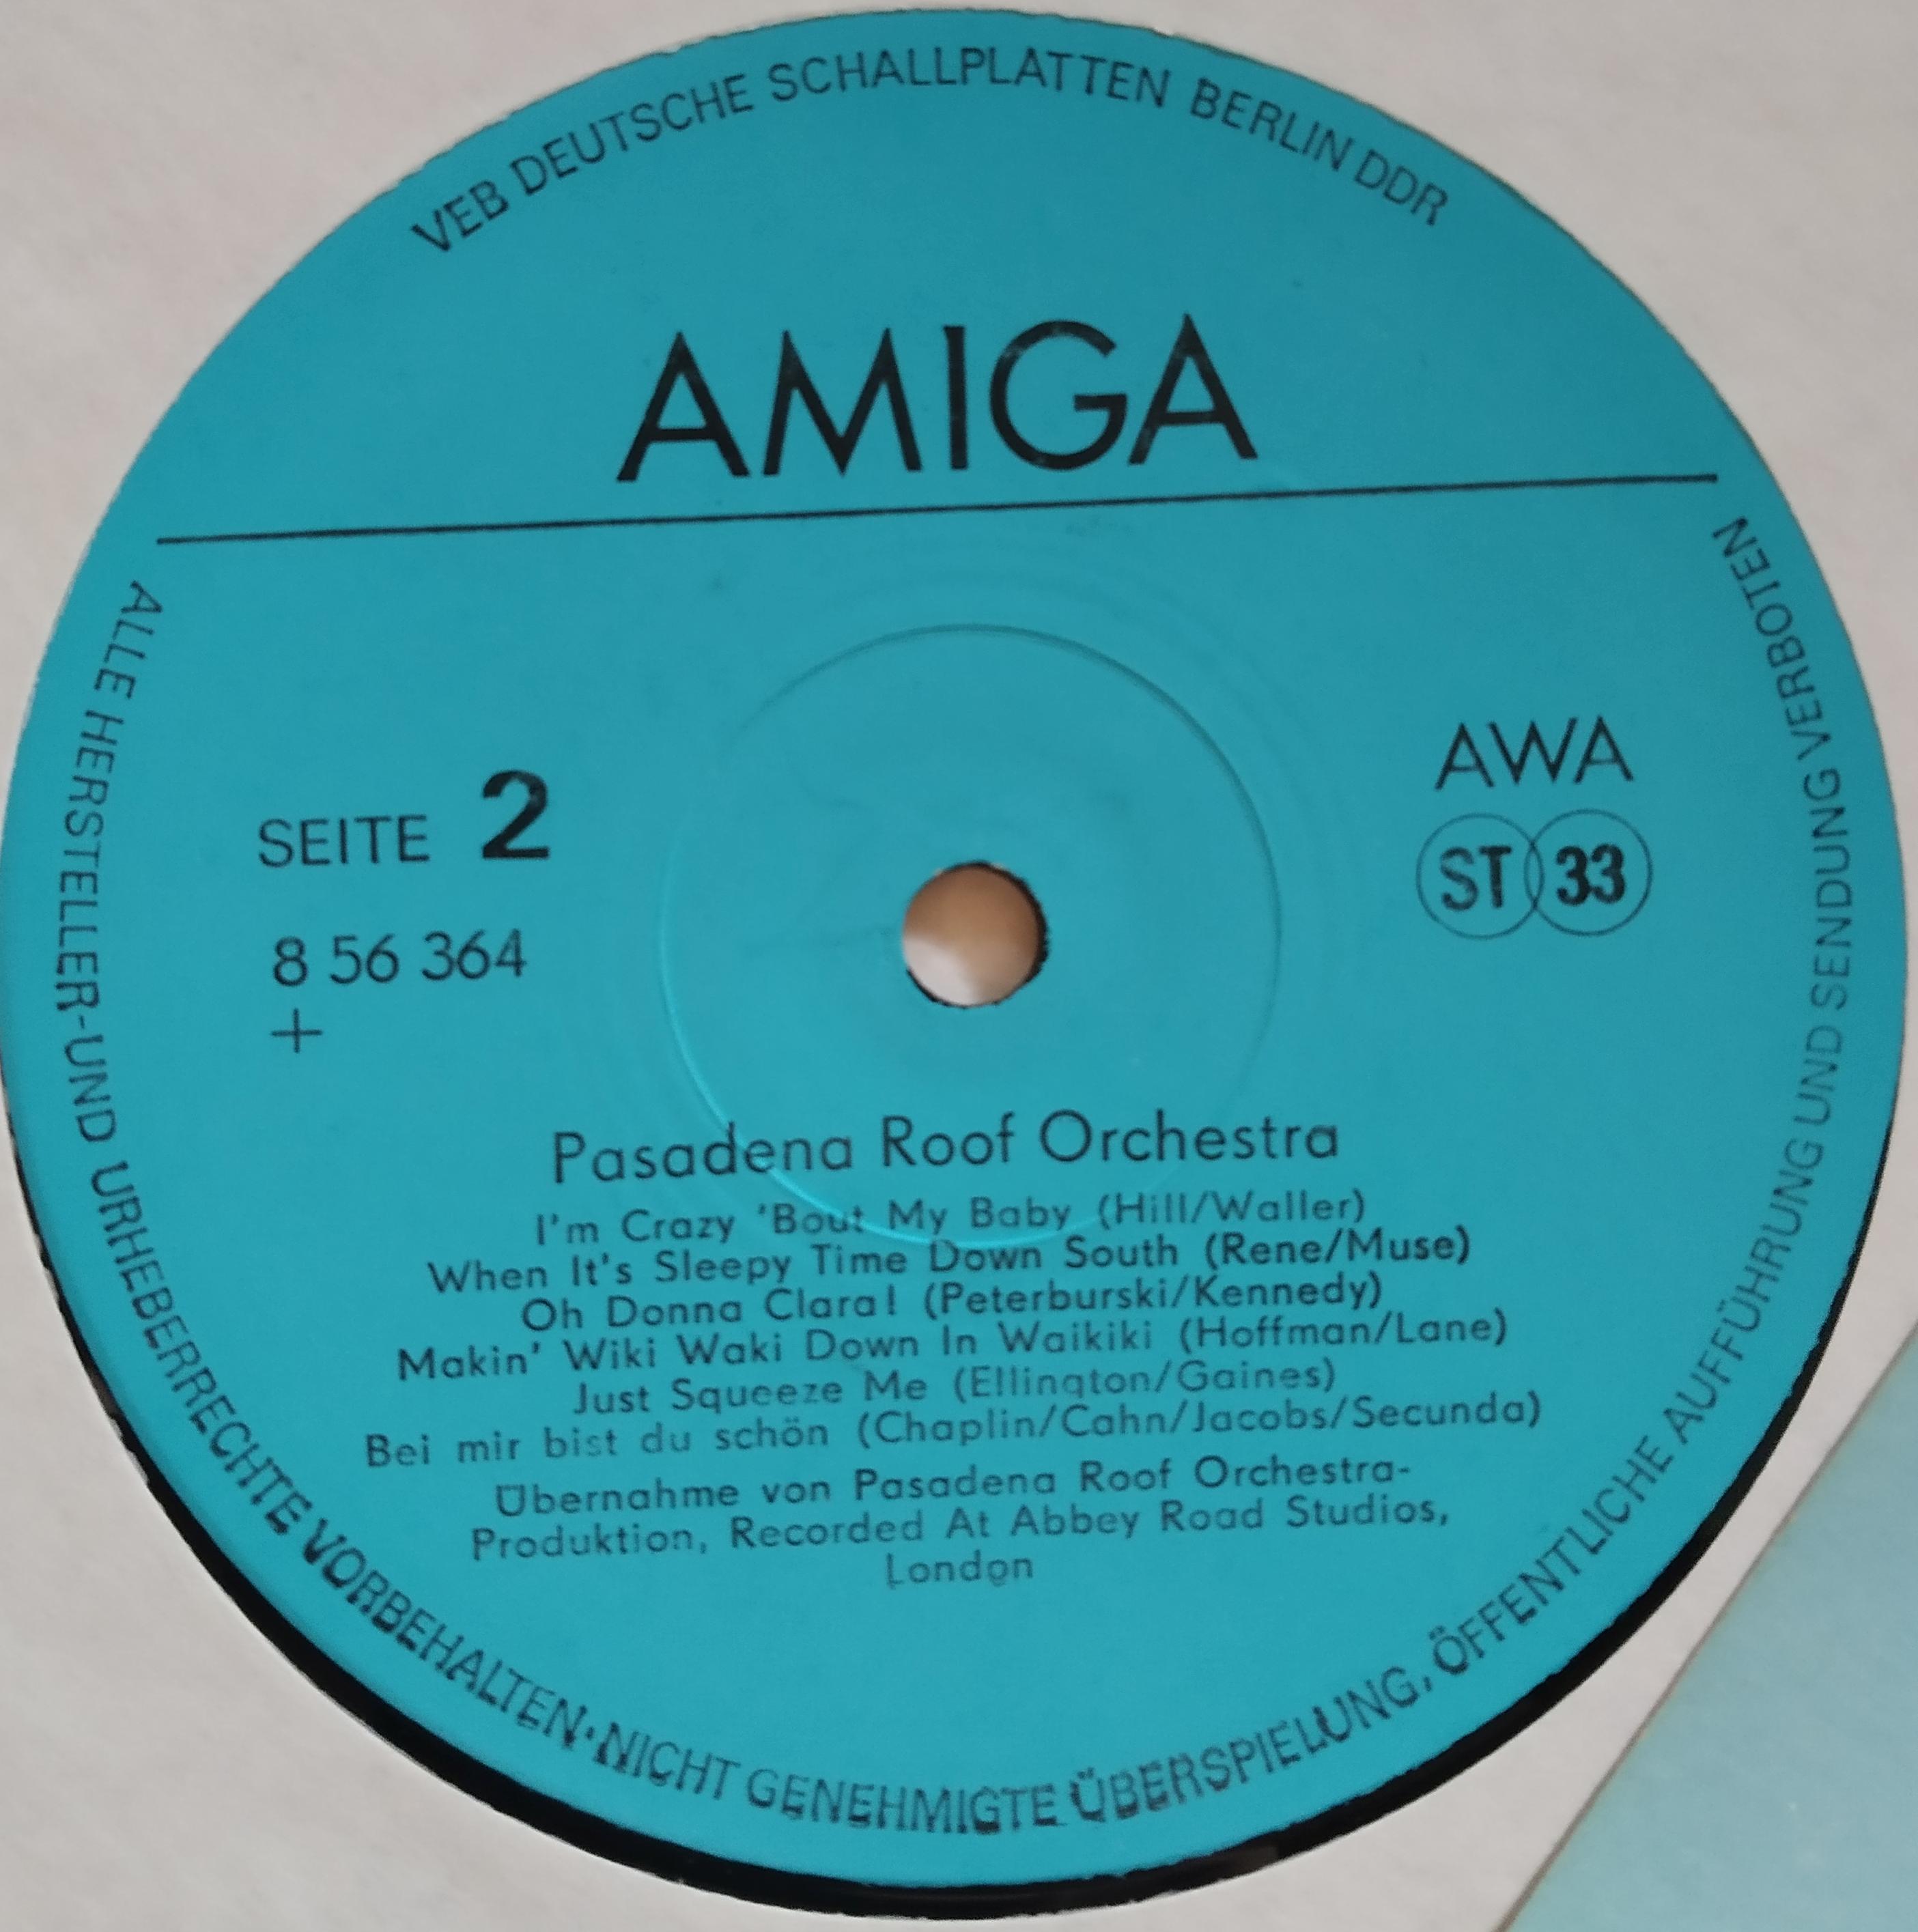 VEB DEUTSCHE SCHALLPLATTEN BERLIN DDR
AMIGA
SEITE 2
8 56 364
+
AWA
ST 33
Pasadena Roof Orchestra
I'm Crazy 'Bout My Baby (Hill/Waller)
When It's Sleepy Time Down South (Rene/Muse)
Oh Donna Clara! (Peterburski/Kennedy)
Makin' Wiki Waki Down In Waikiki (Hoffman/Lane)
Just Squeeze Me (Ellington/Gaines)
Bei mir bist du schön (Chaplin/Cahn/Jacobs/Secunda)
Übernahme von Pasadena Roof Orchestra-
Produktion, Recorded At Abbey Road Studios,
London
ALLE HERSTELLER-UND URHEBERRECHTE VORBEHALTEN·NICHT GENEHMIGTE ÜBERSPIELUNG, ÖFFENTLICHE AUFFÜHRUNG UND SENDUNG VERBOTEN